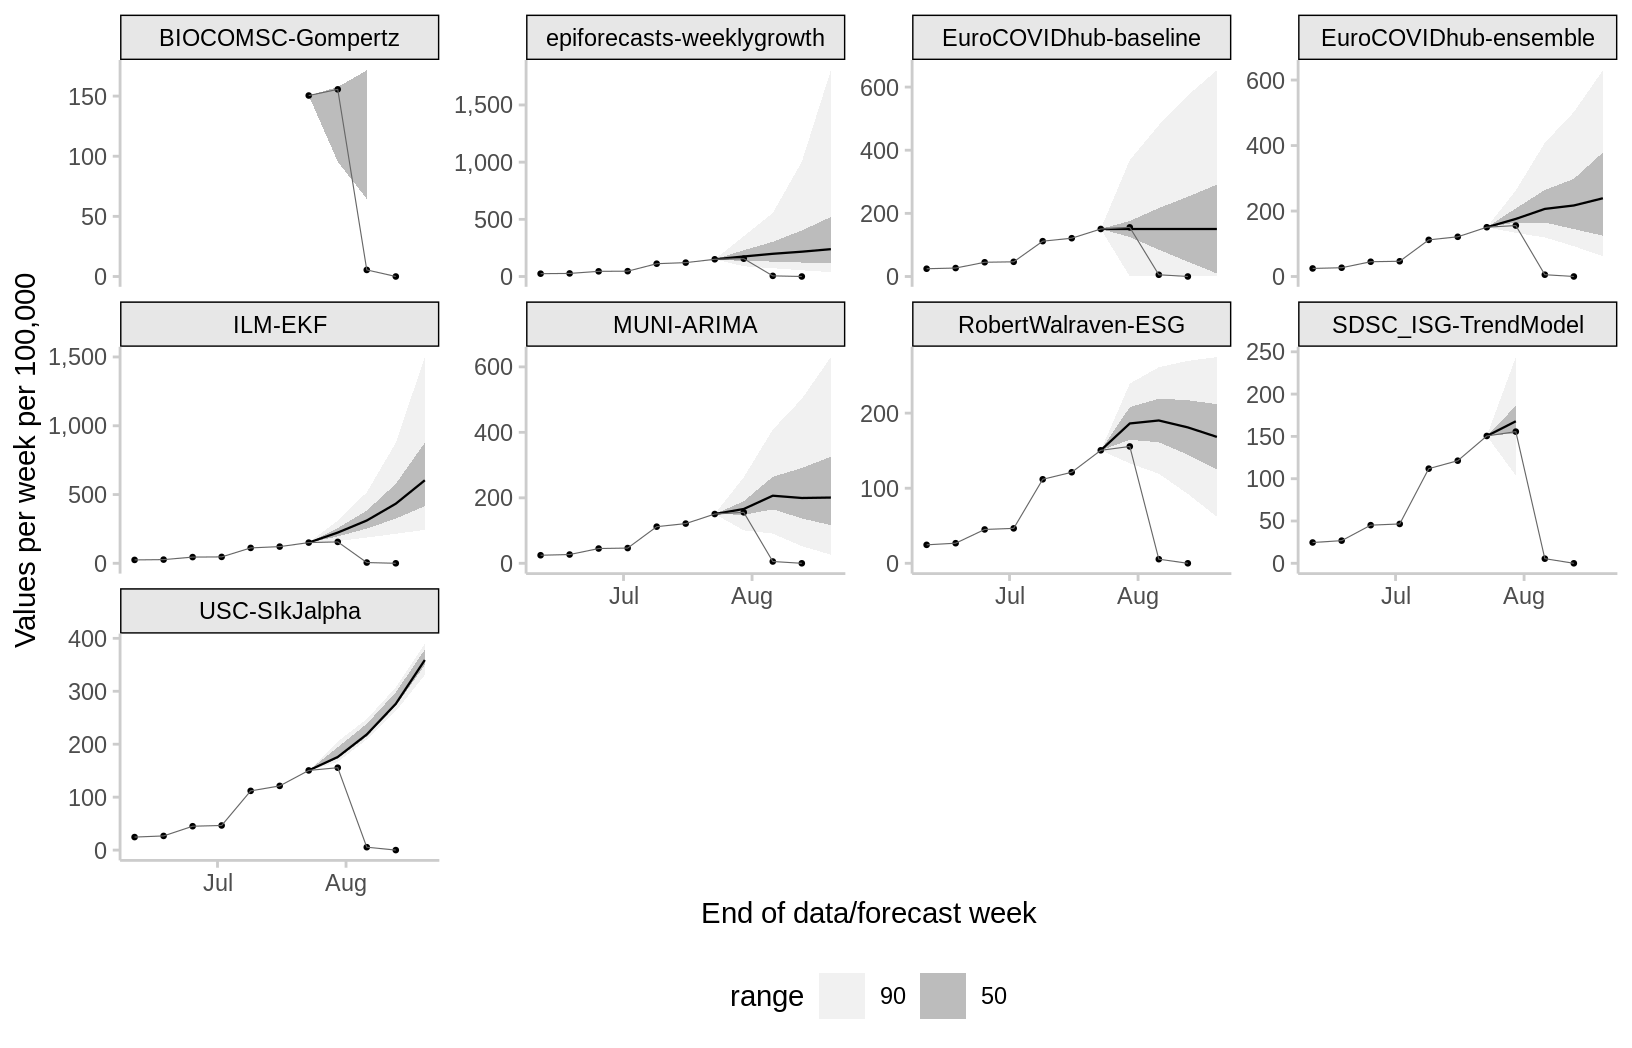 BIOCOMSC-Gompertz
epiforecasts-weeklygrowth
EuroCOVIDhub-baseline
EuroCOVIDhub-ensemble
150
100
50
0
1,500
1,000
500
0
600
400
200
0
600
400
200
0
Values per week per 100,000
ILM-EKF
MUNI-ARIMA
RobertWalraven-ESG
SDSC_ISG-TrendModel
1,500
1,000
500
0
600
400
200
0
Jul Aug
200
100
0
Jul Aug
250
200
150
100
50
0
Jul Aug
USC-SIkJalpha
400
300
200
100
0
Jul Aug
End of data/forecast week
range 90 50